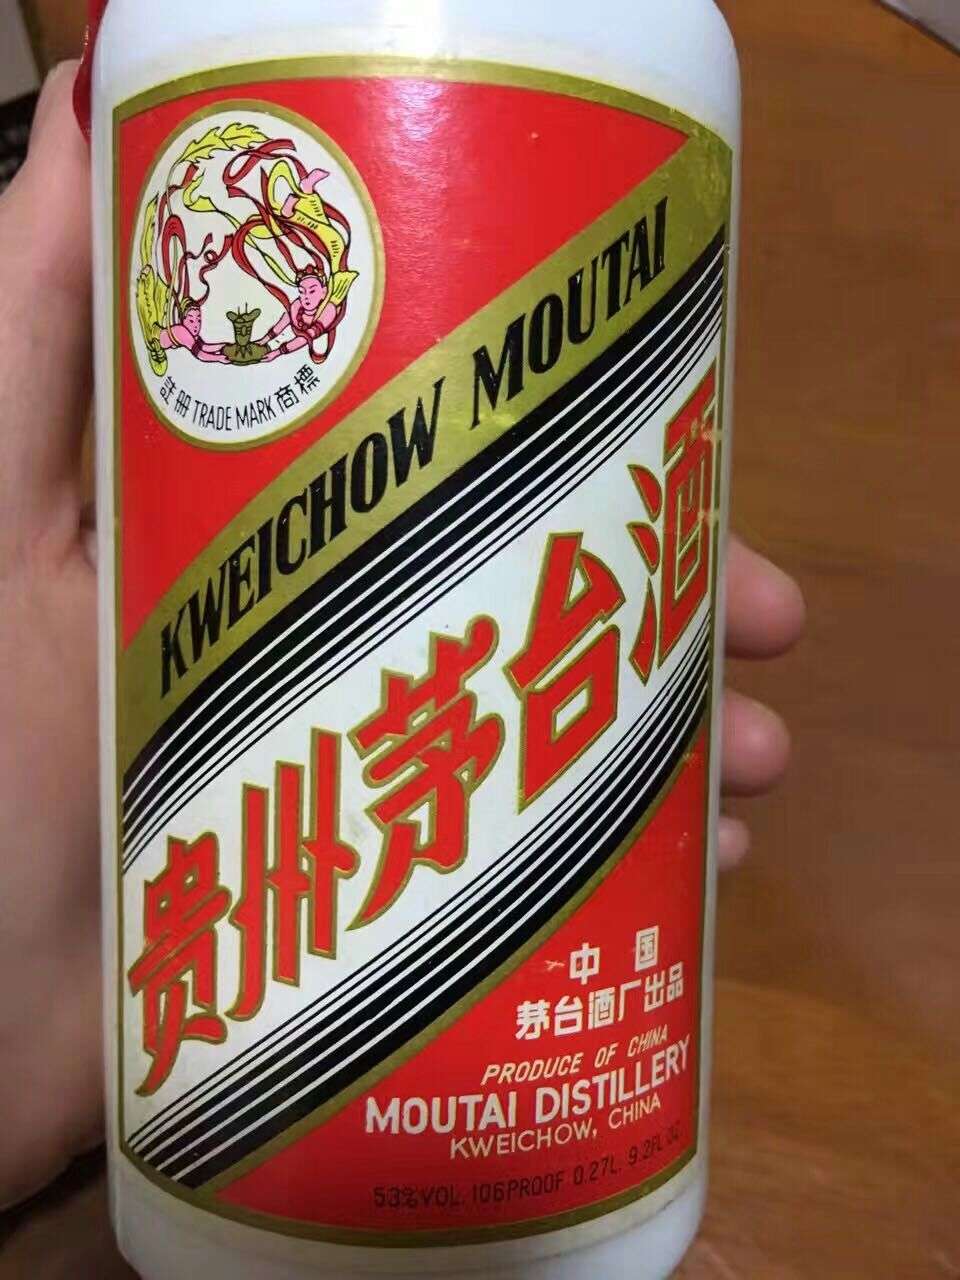 註册 TRADE MARK 商標
KWEICHOW MOUTAI
贵州茅台酒
中国
茅台酒厂出品
PRODUCE OF CHINA
MOUTAI DISTILLERY
KWEICHOW, CHINA
53%VOL. 106PROOF 0.27L. 9.2FL OZ.